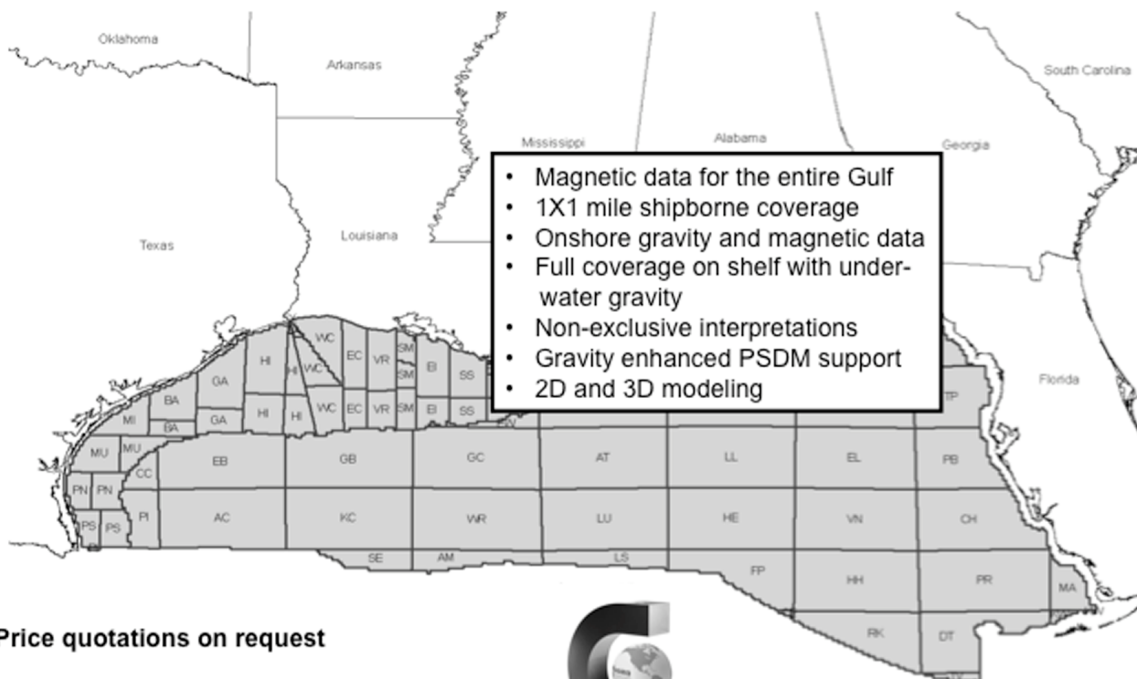 Oklahoma
Arkansas
South Carolina
Mississippi
Alabama
Georgia
Texas
Louisiana
Florida
• Magnetic data for the entire Gulf
• 1X1 mile shipborne coverage
• Onshore gravity and magnetic data
• Full coverage on shelf with under-
water gravity
• Non-exclusive interpretations
• Gravity enhanced PSDM support
• 2D and 3D modeling
WC
HI HI WC EC VR SM EI SS
SM
GA
BA
HI HI WC EC VR SM EI SS
TP
MI BA GA
MU MU
CC EB GB GC AT LL EL PB
PN PN
PI AC KC WR LU HE VN CH
PS PS
SE AM LS FP HH PR MA
RK DT
Price quotations on request